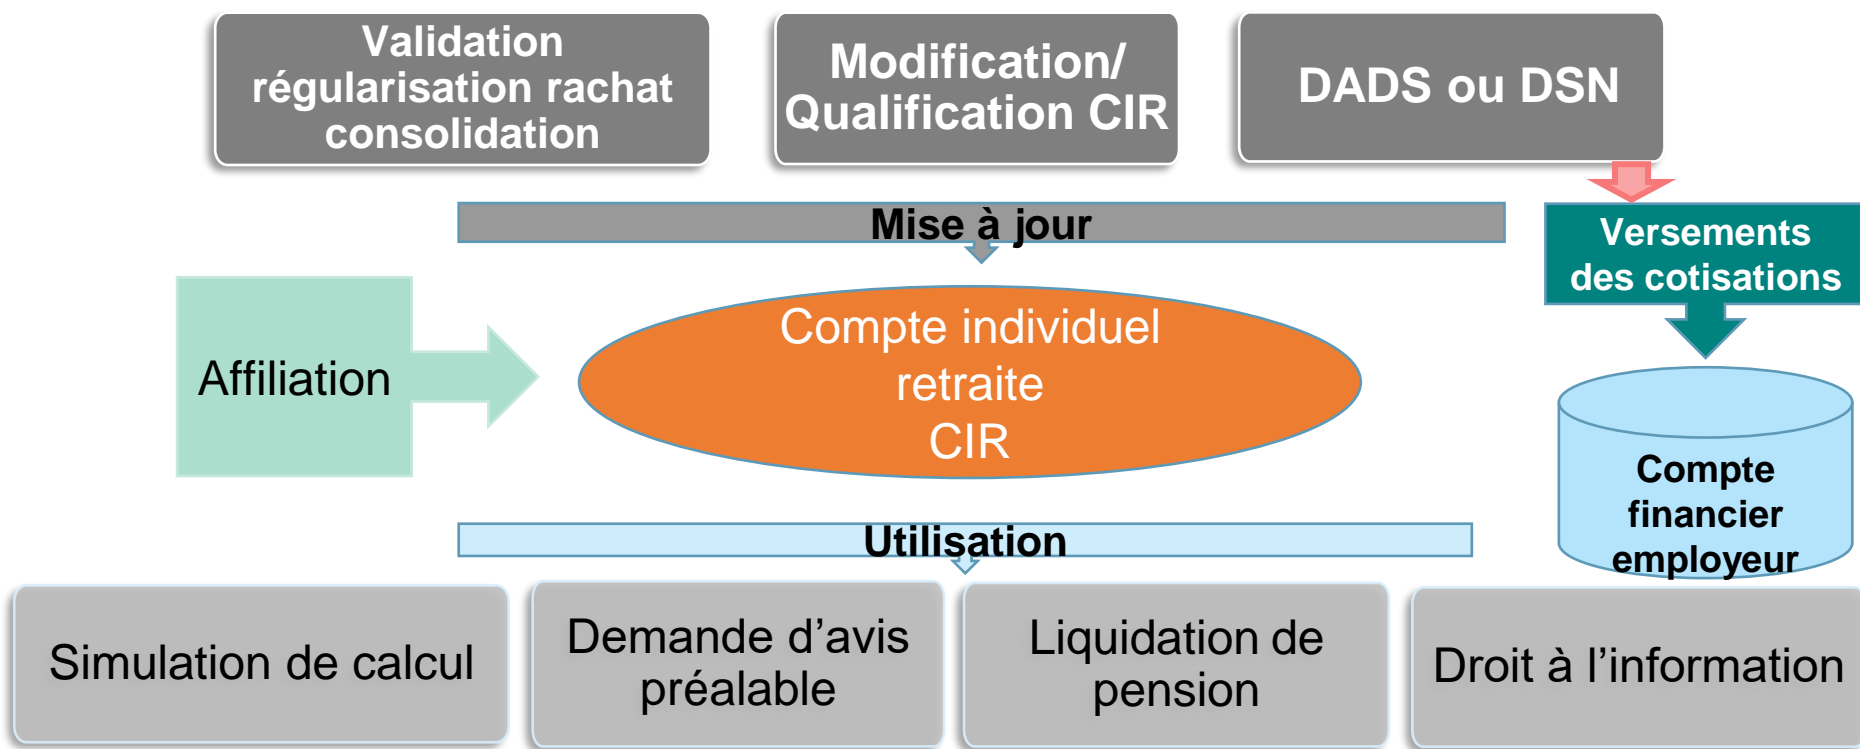 Validation
régularisation rachat
consolidation
Modification/
Qualification CIR
DADS ou DSN
Mise à jour
Versements
des cotisations
Affiliation
Compte individuel
retraite
CIR
Compte
financier
employeur
Utilisation
Simulation de calcul
Demande d’avis
préalable
Liquidation de
pension
Droit à l’information